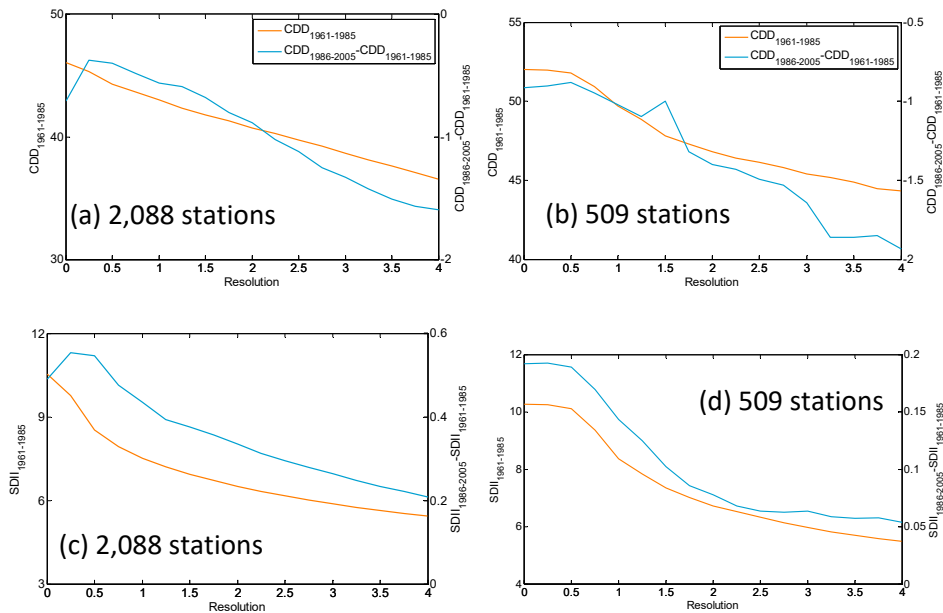 50
40
30
0
-1
-2
CDD1961-1985
CDD1986-2005-CDD1961-1985
CDD1961-1985
CDD1986-2005-CDD1961-1985
(a) 2,088 stations
0 0.5 1 1.5 2 2.5 3 3.5 4
Resolution
55
50
45
40
-0.5
-1
-1.5
-2
CDD1961-1985
CDD1986-2005-CDD1961-1985
CDD1961-1985
CDD1986-2005-CDD1961-1985
(b) 509 stations
0 0.5 1 1.5 2 2.5 3 3.5 4
Resolution
12
9
6
3
0.6
0.4
0.2
0
SDII1961-1985
SDII1986-2005-SDII1961-1985
(c) 2,088 stations
0 0.5 1 1.5 2 2.5 3 3.5 4
Resolution
12
10
8
6
4
0.2
0.15
0.1
0.05
0
SDII1961-1985
SDII1986-2005-SDII1961-1985
(d) 509 stations
0 0.5 1 1.5 2 2.5 3 3.5 4
Resolution